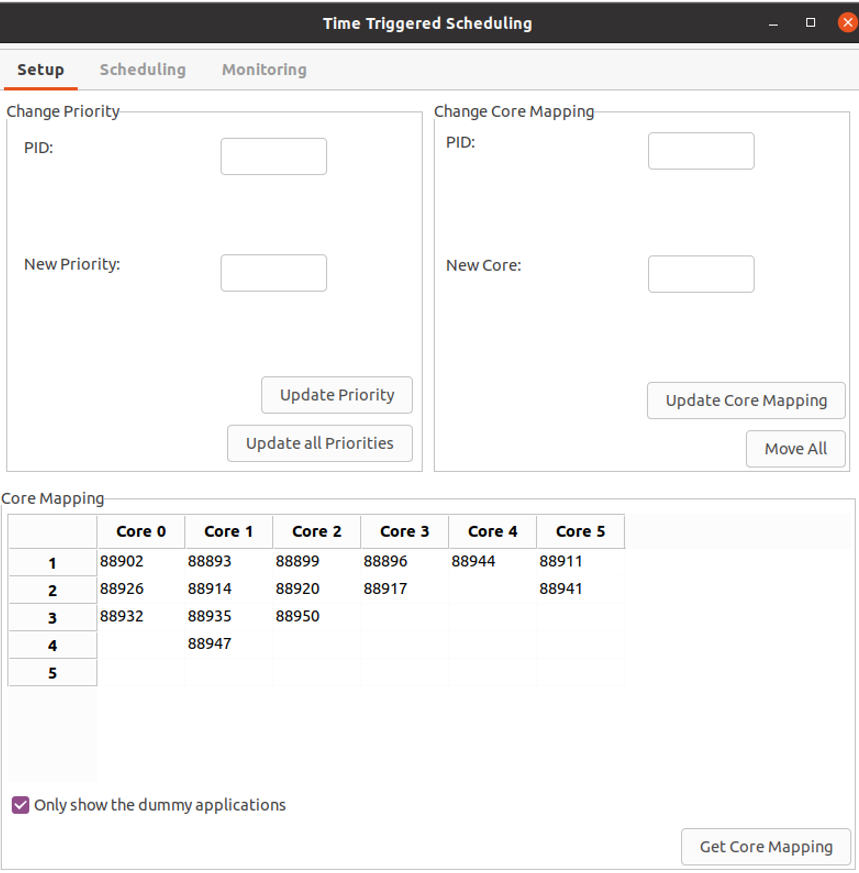 Time Triggered Scheduling
Setup Scheduling Monitoring
Change Priority
PID:
New Priority:
Update Priority
Update all Priorities
Change Core Mapping
PID:
New Core:
Update Core Mapping
Move All
Core Mapping
Core 0 Core 1 Core 2 Core 3 Core 4 Core 5
1 88902 88893 88899 88896 88944 88911
2 88926 88914 88920 88917 88941
3 88932 88935 88950
4 88947
5
Only show the dummy applications
Get Core Mapping